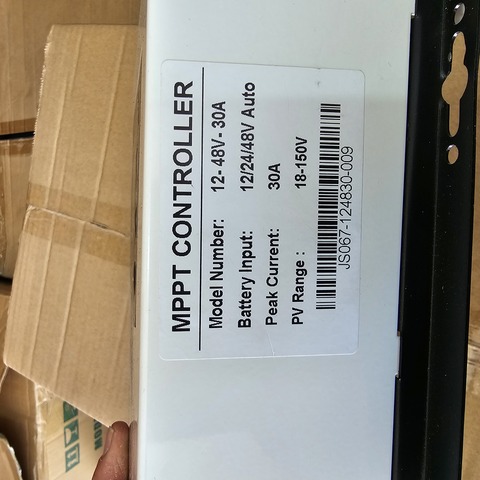 MPPT CONTROLLER
Model Number: 12- 48V- 30A
Battery Input: 12/24/48V Auto
Peak Current: 30A
PV Range : 18-150V
JS067-124830-009